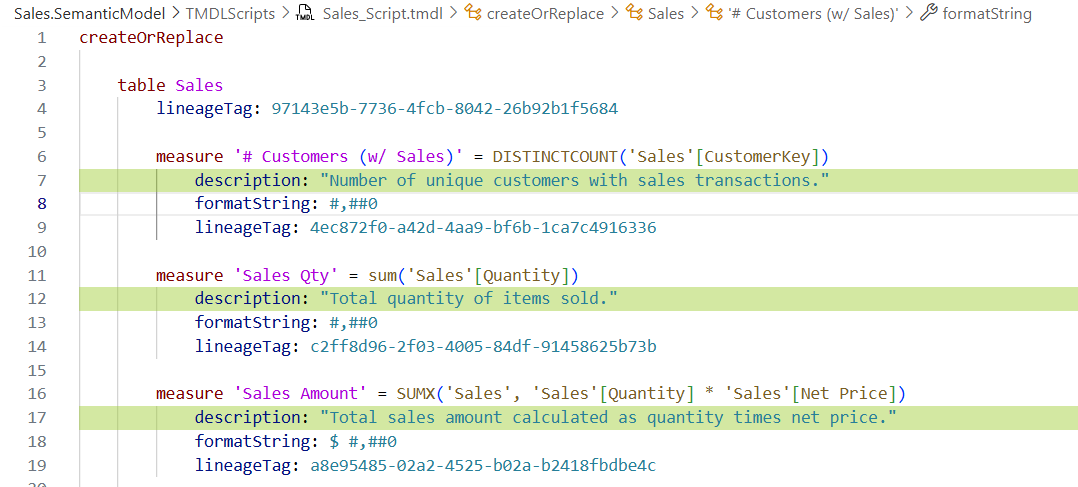 Sales.SemanticModel > TMDLScripts > TMDL Sales_Script.tmdl > createOrReplace > Sales > '# Customers (w/ Sales)' > formatString
1 createOrReplace
2
3 table Sales
4 lineageTag: 97143e5b-7736-4fcb-8042-26b92b1f5684
5
6 measure '# Customers (w/ Sales)' = DISTINCTCOUNT('Sales'[CustomerKey])
7 description: "Number of unique customers with sales transactions."
8 formatString: #,##0
9 lineageTag: 4ec872f0-a42d-4aa9-bf6b-1ca7c4916336
10
11 measure 'Sales Qty' = sum('Sales'[Quantity])
12 description: "Total quantity of items sold."
13 formatString: #,##0
14 lineageTag: c2ff8d96-2f03-4005-84df-91458625b73b
15
16 measure 'Sales Amount' = SUMX('Sales', 'Sales'[Quantity] * 'Sales'[Net Price])
17 description: "Total sales amount calculated as quantity times net price."
18 formatString: $ #,##0
19 lineageTag: a8e95485-02a2-4525-b02a-b2418fbdbe4c
20